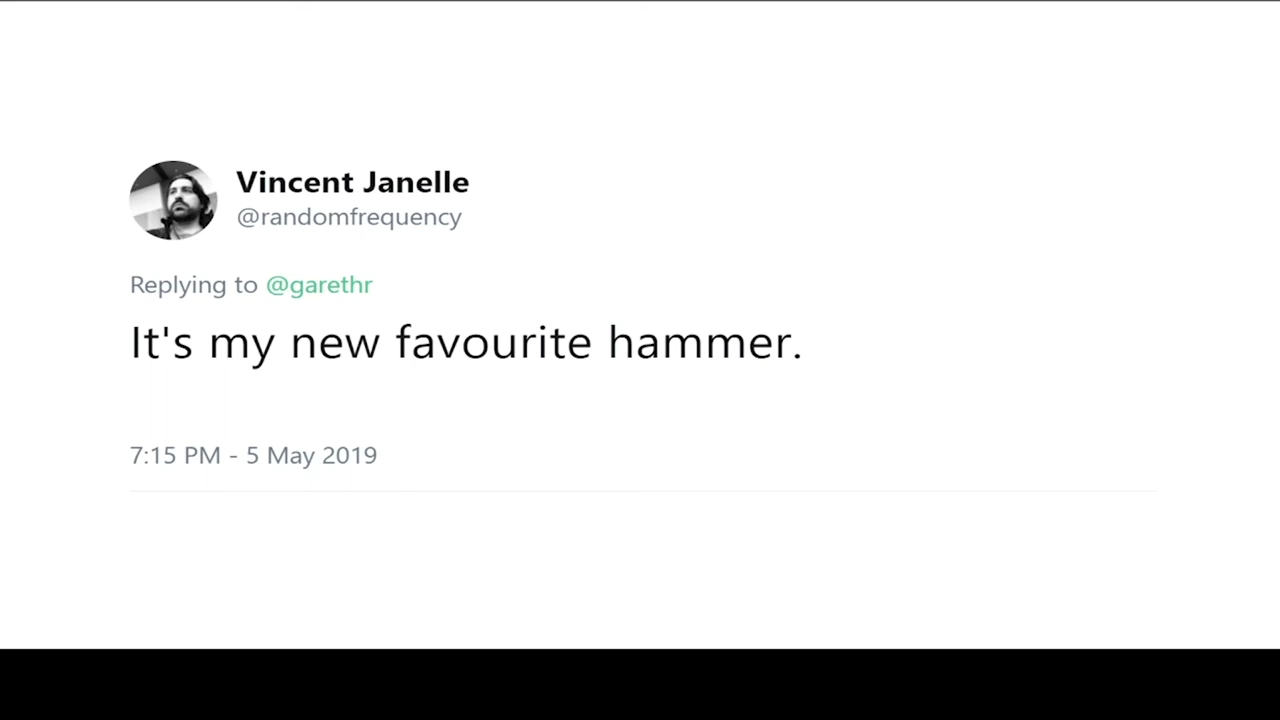 Vincent Janelle
@randomfrequency
Replying to @garethr
It's my new favourite hammer.
7:15 PM - 5 May 2019